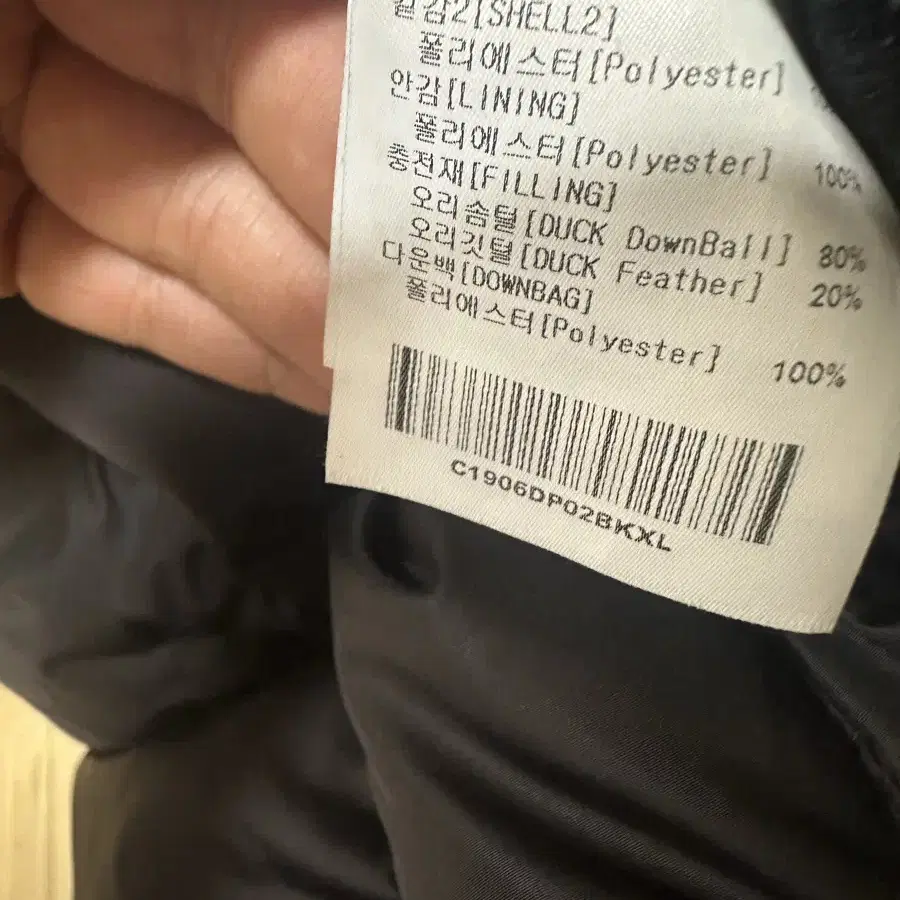 겉감2[SHELL2]
폴리에스터[Polyester]
안감[LINING]
폴리에스터[Polyester] 100%
충전재[FILLING]
오리솜털[DUCK DownBall] 80%
오리깃털[DUCK Feather] 20%
다운백[DOWNBAG]
폴리에스터[Polyester] 100%
C1906DP02BKXL